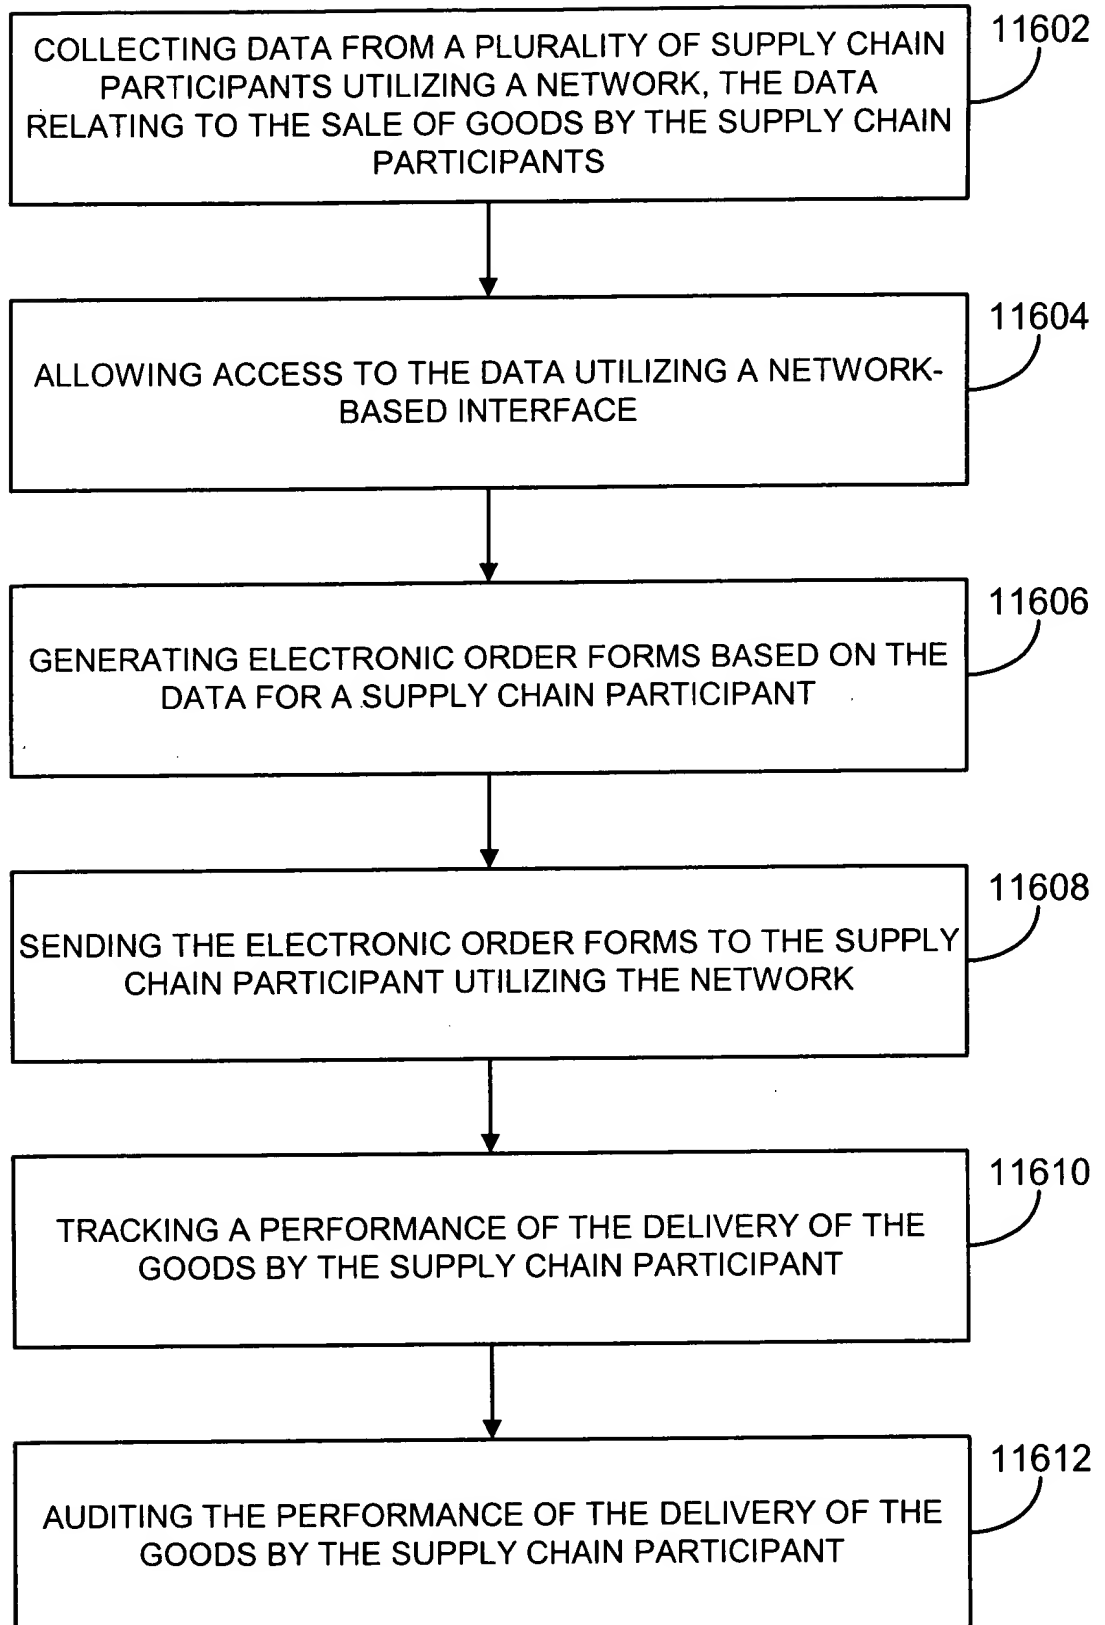 11602
COLLECTING DATA FROM A PLURALITY OF SUPPLY CHAIN
PARTICIPANTS UTILIZING A NETWORK, THE DATA
RELATING TO THE SALE OF GOODS BY THE SUPPLY CHAIN
PARTICIPANTS
11604
ALLOWING ACCESS TO THE DATA UTILIZING A NETWORK-
BASED INTERFACE
11606
GENERATING ELECTRONIC ORDER FORMS BASED ON THE
DATA FOR A SUPPLY CHAIN PARTICIPANT
11608
SENDING THE ELECTRONIC ORDER FORMS TO THE SUPPLY
CHAIN PARTICIPANT UTILIZING THE NETWORK
11610
TRACKING A PERFORMANCE OF THE DELIVERY OF THE
GOODS BY THE SUPPLY CHAIN PARTICIPANT
11612
AUDITING THE PERFORMANCE OF THE DELIVERY OF THE
GOODS BY THE SUPPLY CHAIN PARTICIPANT